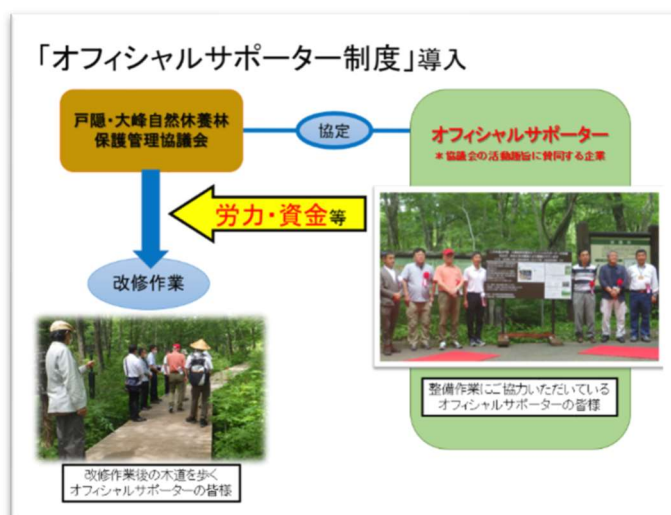 「オフィシャルサポーター制度」導入
戸隠・大峰自然休養林
保護管理協議会
協定
オフィシャルサポーター
＊協議会の活動趣旨に賛同する企業
労力・資金等
改修作業
整備作業にご協力いただいている
オフィシャルサポーターの皆様
改修作業後の木道を歩く
オフィシャルサポーターの皆様